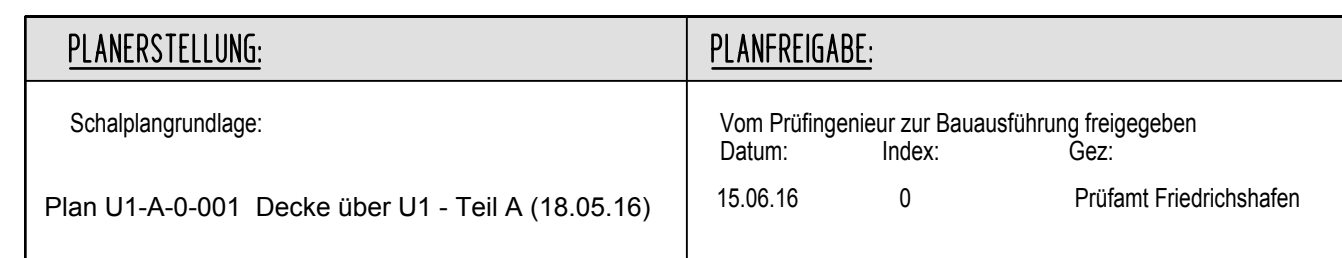 PLANERSTELLUNG:
Schalplangrundlage:
Plan U1-A-0-001 Decke über U1 - Teil A (18.05.16)
PLANFREIGABE:
Vom Prüfingenieur zur Bauausführung freigegeben
Datum: Index: Gez:
15.06.16 0 Prüfamt Friedrichshafen